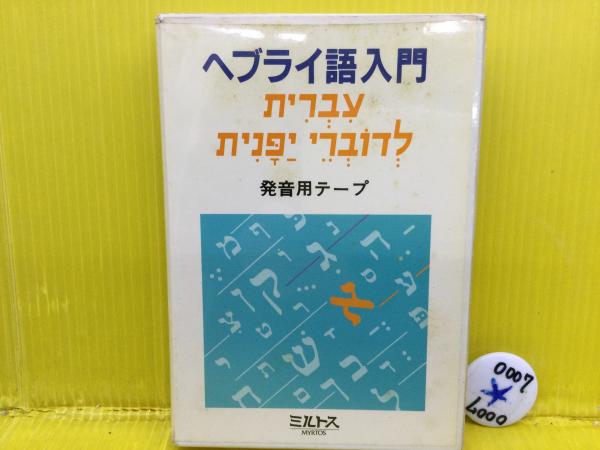 ヘブライ語入門
עִבְרִית
לְדוֹבְרֵי יַפָּנִית
発音用テープ
ミルトス
MYRTOS
0007
0007